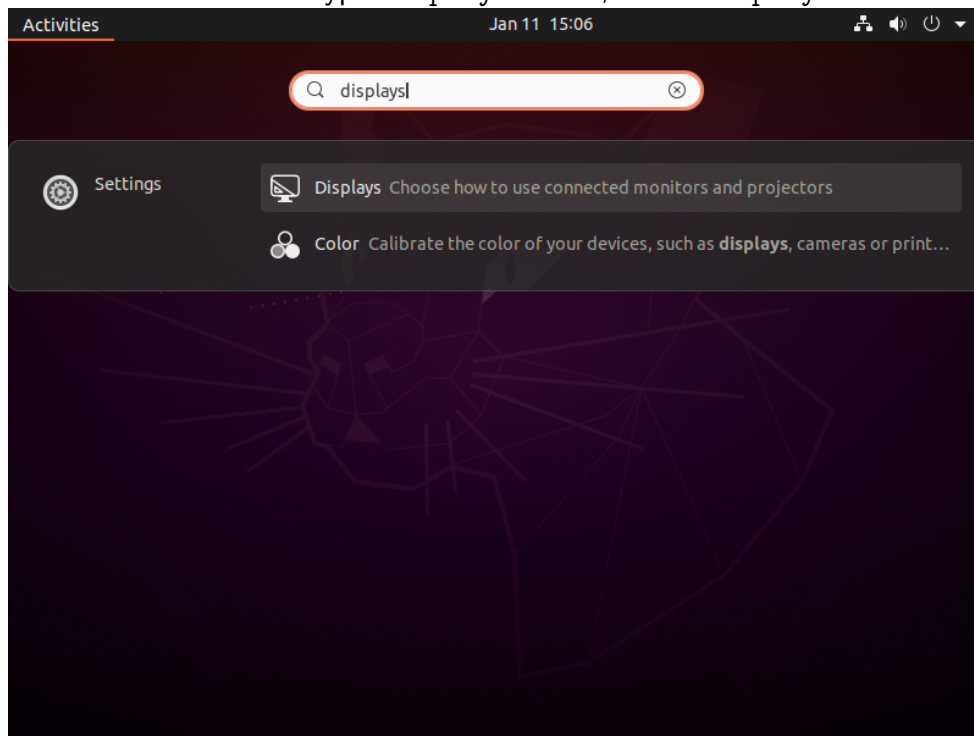 Activities
Jan 11 15:06
displays
Settings
Displays Choose how to use connected monitors and projectors
Color Calibrate the color of your devices, such as displays, cameras or print…